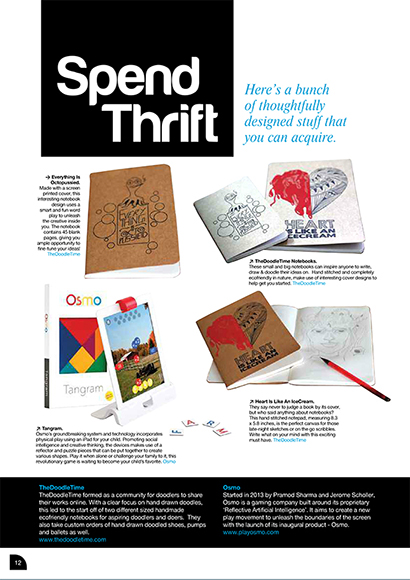 Spend
Thrift
Here's a bunch
of thoughtfully
designed stuff that
you can acquire.
→ Everything Is
Octopussied.
Made with a screen
printed cover, this
interesting notebook
design uses a
smart and fun word
play to unleash
the creative inside
you. The notebook
contains 45 blank
pages, giving you
ample opportunity to
fine-tune your ideas!
TheDoodleTime
HEART
IS LIKE AN
ICECREAM
↗ TheDoodleTime Notebooks.
These small and big notebooks can inspire anyone to write,
draw & doodle their ideas on. Hand stitched and completely
ecofriendly in nature, make use of interesting cover designs to
help get you started. TheDoodleTime
Osmo
Tangram
FARE
↗ Tangram.
Osmo's groundbreaking system and technology incorporates
physical play using an iPad for your child. Promoting social
intelligence and creative thinking, the devices makes use of a
reflector and puzzle pieces that can be put together to create
various shapes. Play it when alone or challenge your family to it, this
revolutionary game is waiting to become your child's favorite. Osmo
HEART
IS LIKE AN
ICECREAM
↗ Heart Is Like An IceCream.
They say never to judge a book by its cover,
but who said anything about notebooks?
This hand stitched notepad, measuring 8.3
x 5.8 inches, is the perfect canvas for those
late-night sketches or on the go scribbles.
Write what on your mind with this exciting
must have. TheDoodleTime
TheDoodleTime
TheDoodleTime formed as a community for doodlers to share
their works online. With a clear focus on hand drawn doodles,
this led to the start off of two different sized handmade
ecofriendly notebooks for aspiring doodlers and doers. They
also take custom orders of hand drawn doodled shoes, pumps
and ballets as well.
www.thedoodletime.com
Osmo
Started in 2013 by Pramod Sharma and Jerome Scholler,
Osmo is a gaming company built around its proprietary
'Reflective Artificial Intelligence'. It aims to create a new
play movement to unleash the boundaries of the screen
with the launch of its inaugural product - Osmo.
www.playosmo.com
12